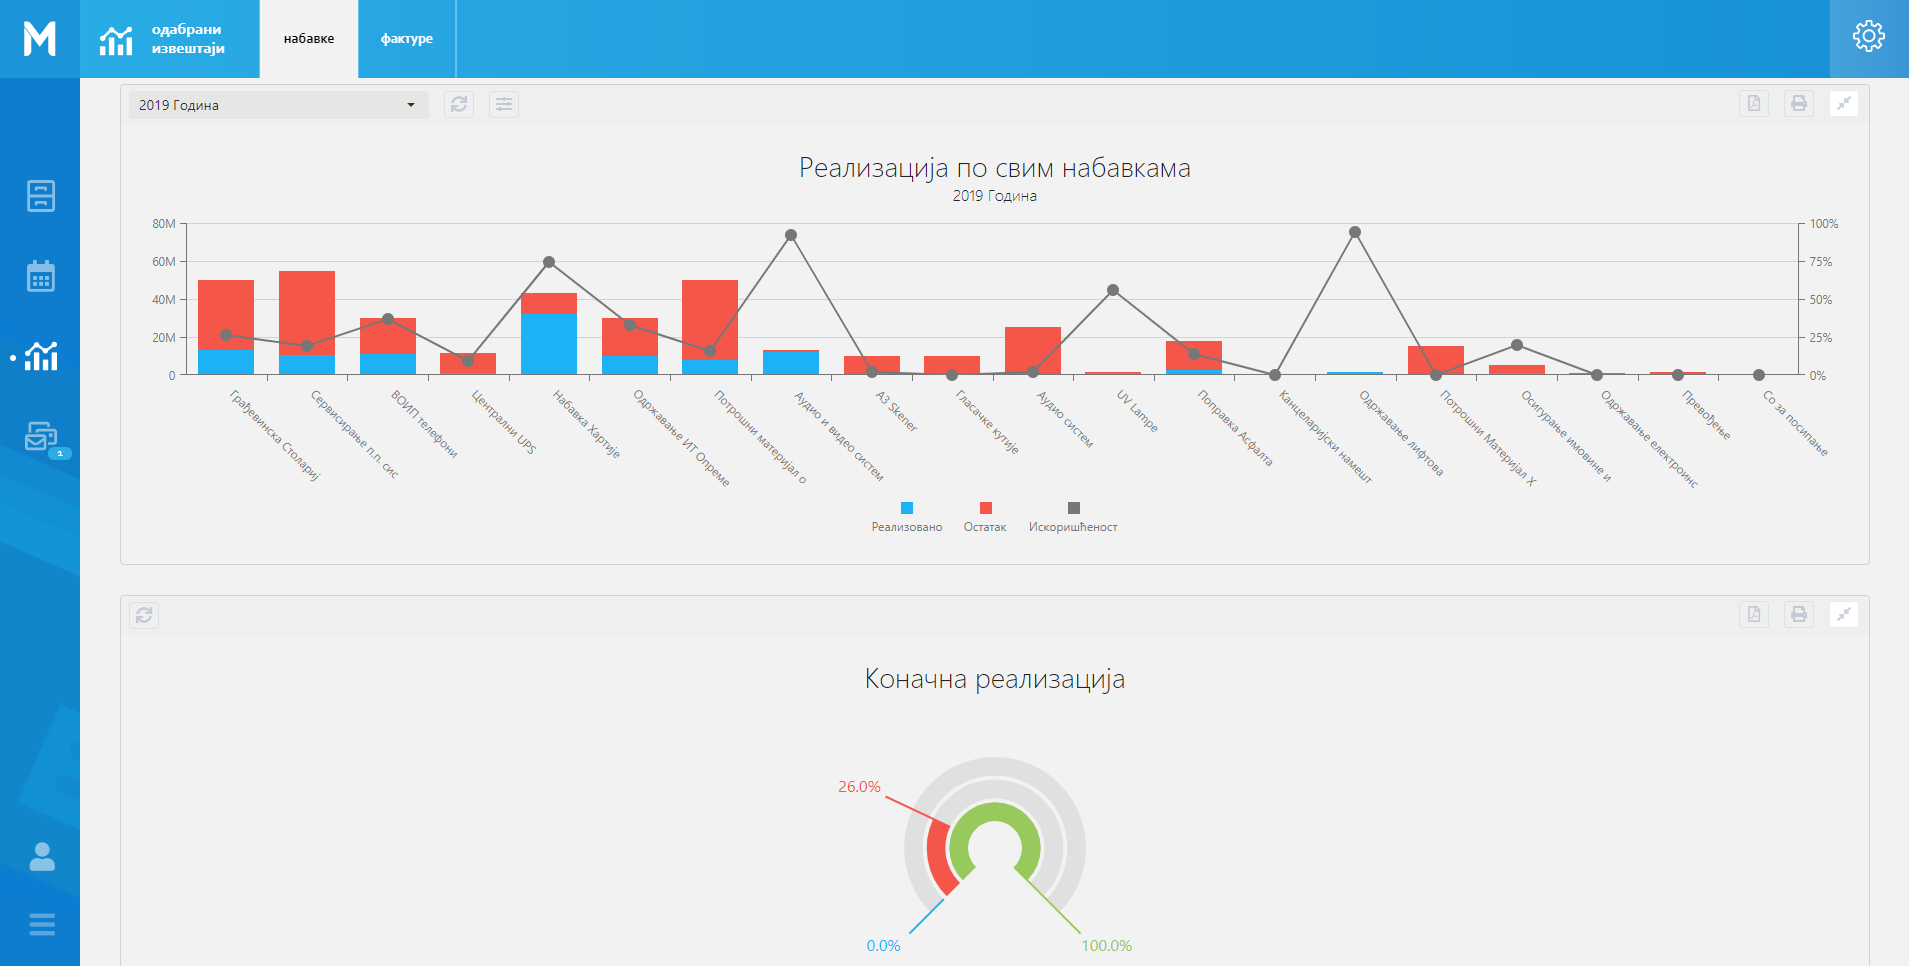 одабрани
извештаји
набавке
фактуре
2019 Година
Реализација по свим набавкама
2019 Година
80M
60M
40M
20M
0
100%
75%
50%
25%
0%
Грађевинска Столариј
Сервисирање п.п. сис
ВОИП телефони
Централни UPS
Набавка Хартије
Одржавање ИТ Опреме
Потрошни материјал о
Аудио и видео систем
A3 Skener
Гласачке кутије
Аудио систем
UV Lampe
Поправка Асфалта
Канцеларијски намешт
Одржавање лифтова
Потрошни Материјал Х
Осигурање имовине и
Одржавање електроинс
Превођење
Со за посипање
Реализовано
Остатак
Искоришћеност
1
Коначна реализација
26.0%
0.0%
100.0%